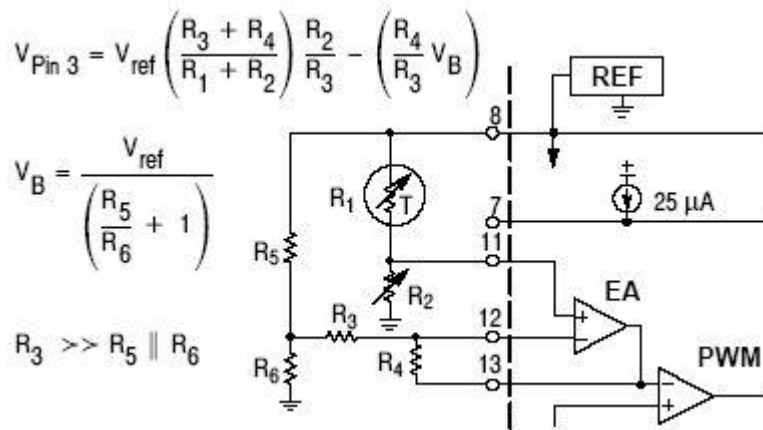 V_Pin 3 = V_ref ( (R_3 + R_4) / (R_1 + R_2) ) R_2 / R_3 − ( R_4 / R_3 V_B )
V_B = V_ref / ( R_5 / R_6 + 1 )
R_3 >> R_5 || R_6
REF
8
R_1
T
7
25 µA
+
11
R_5
R_2
EA
+
−
R_3
12
R_6
R_4
13
PWM
−
+